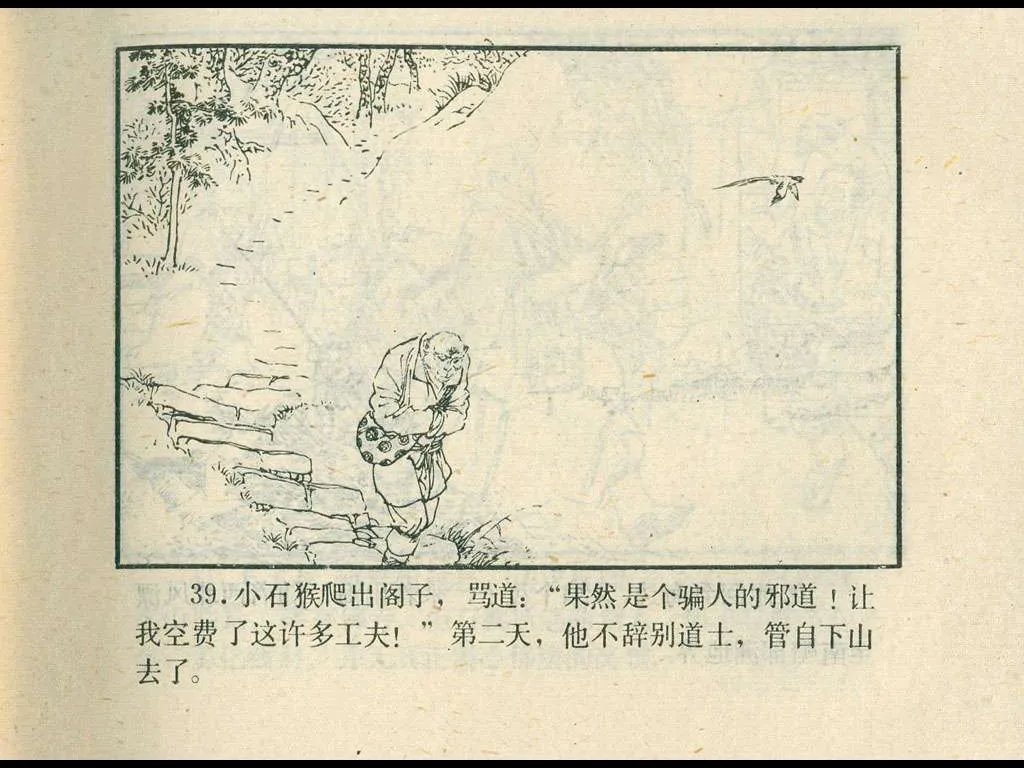 39.小石猴爬出阁子，骂道：“果然是个骗人的邪道！让
我空费了这许多工夫！”第二天，他不辞别道士，管自下山
去了。